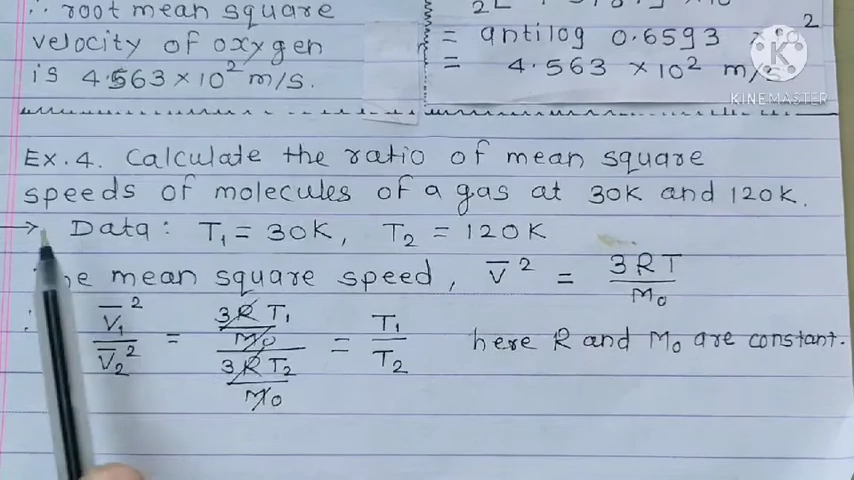 ∴ root mean square
velocity of oxygen
is 4.563 × 10² m/s.
= antilog 0.6593
= 4.563 × 10² m/s
KINEMASTER
Ex. 4. Calculate the ratio of mean square
speeds of molecules of a gas at 30K and 120K.
→ Data : T₁ = 30K, T₂ = 120K
mean square speed, V̅² = 3RT/M₀
V̅₁²/V̅₂² = (3RT₁/M₀)/(3RT₂/M₀) = T₁/T₂ here R and M₀ are constant.